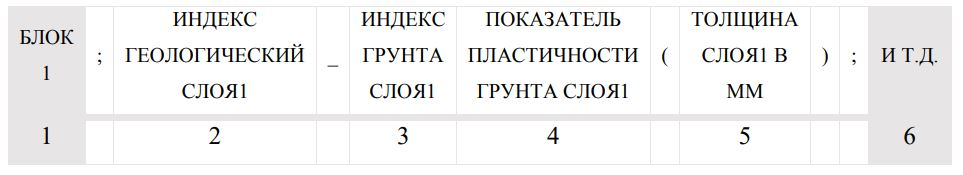 БЛОК 1 ; ИНДЕКС ГЕОЛОГИЧЕСКИЙ СЛОЯ1 _ ИНДЕКС ГРУНТА СЛОЯ1 ПОКАЗАТЕЛЬ ПЛАСТИЧНОСТИ ГРУНТА СЛОЯ1 ( ТОЛЩИНА СЛОЯ1 В ММ ) ; И Т.Д.
1 2 3 4 5 6